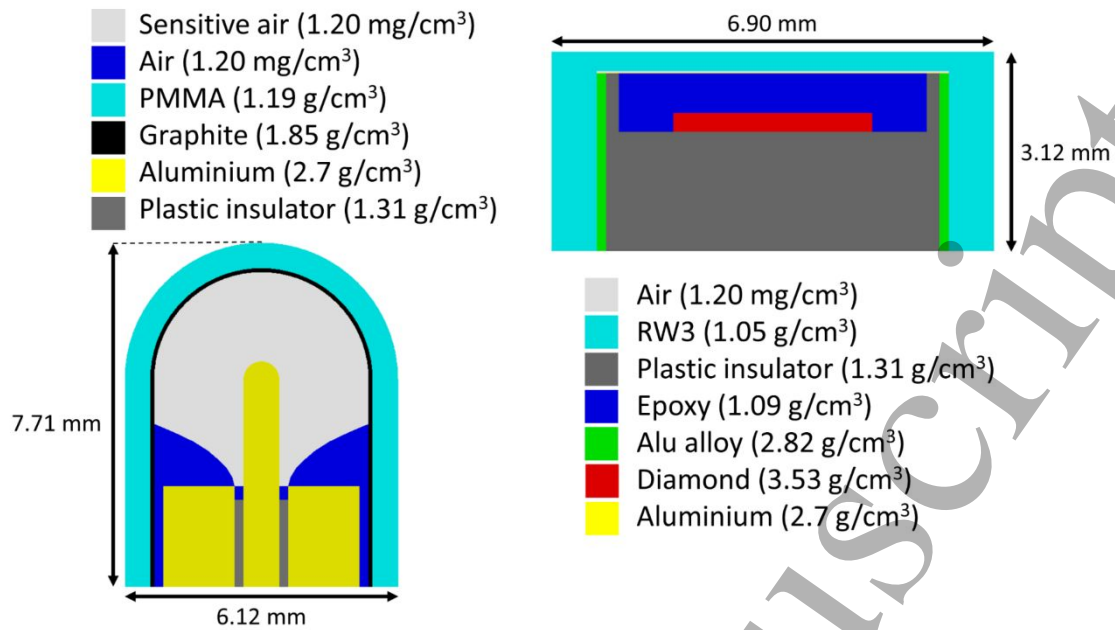 Sensitive air (1.20 mg/cm³)
Air (1.20 mg/cm³)
PMMA (1.19 g/cm³)
Graphite (1.85 g/cm³)
Aluminium (2.7 g/cm³)
Plastic insulator (1.31 g/cm³)
7.71 mm
6.12 mm
6.90 mm
3.12 mm
Air (1.20 mg/cm³)
RW3 (1.05 g/cm³)
Plastic insulator (1.31 g/cm³)
Epoxy (1.09 g/cm³)
Alu alloy (2.82 g/cm³)
Diamond (3.53 g/cm³)
Aluminium (2.7 g/cm³)
uscript